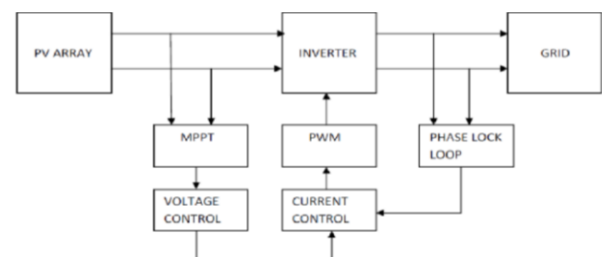 PV ARRAY
INVERTER
GRID
MPPT
PWM
PHASE LOCK
LOOP
VOLTAGE
CONTROL
CURRENT
CONTROL